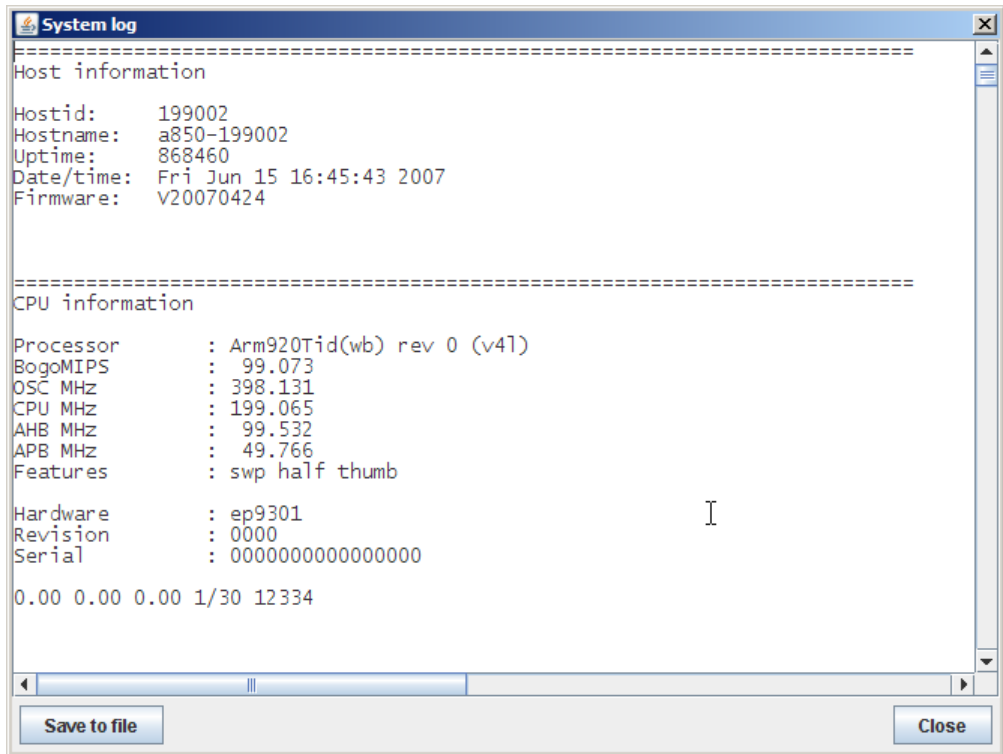 System log
===========================================================================
Host information
Hostid: 199002
Hostname: a850-199002
Uptime: 868460
Date/time: Fri Jun 15 16:45:43 2007
Firmware: V20070424
===========================================================================
CPU information
Processor : Arm920Tid(wb) rev 0 (v4l)
BogoMIPS : 99.073
OSC MHz : 398.131
CPU MHz : 199.065
AHB MHz : 99.532
APB MHz : 49.766
Features : swp half thumb
Hardware : ep9301
Revision : 0000
Serial : 0000000000000000
0.00 0.00 0.00 1/30 12334
Save to file
Close